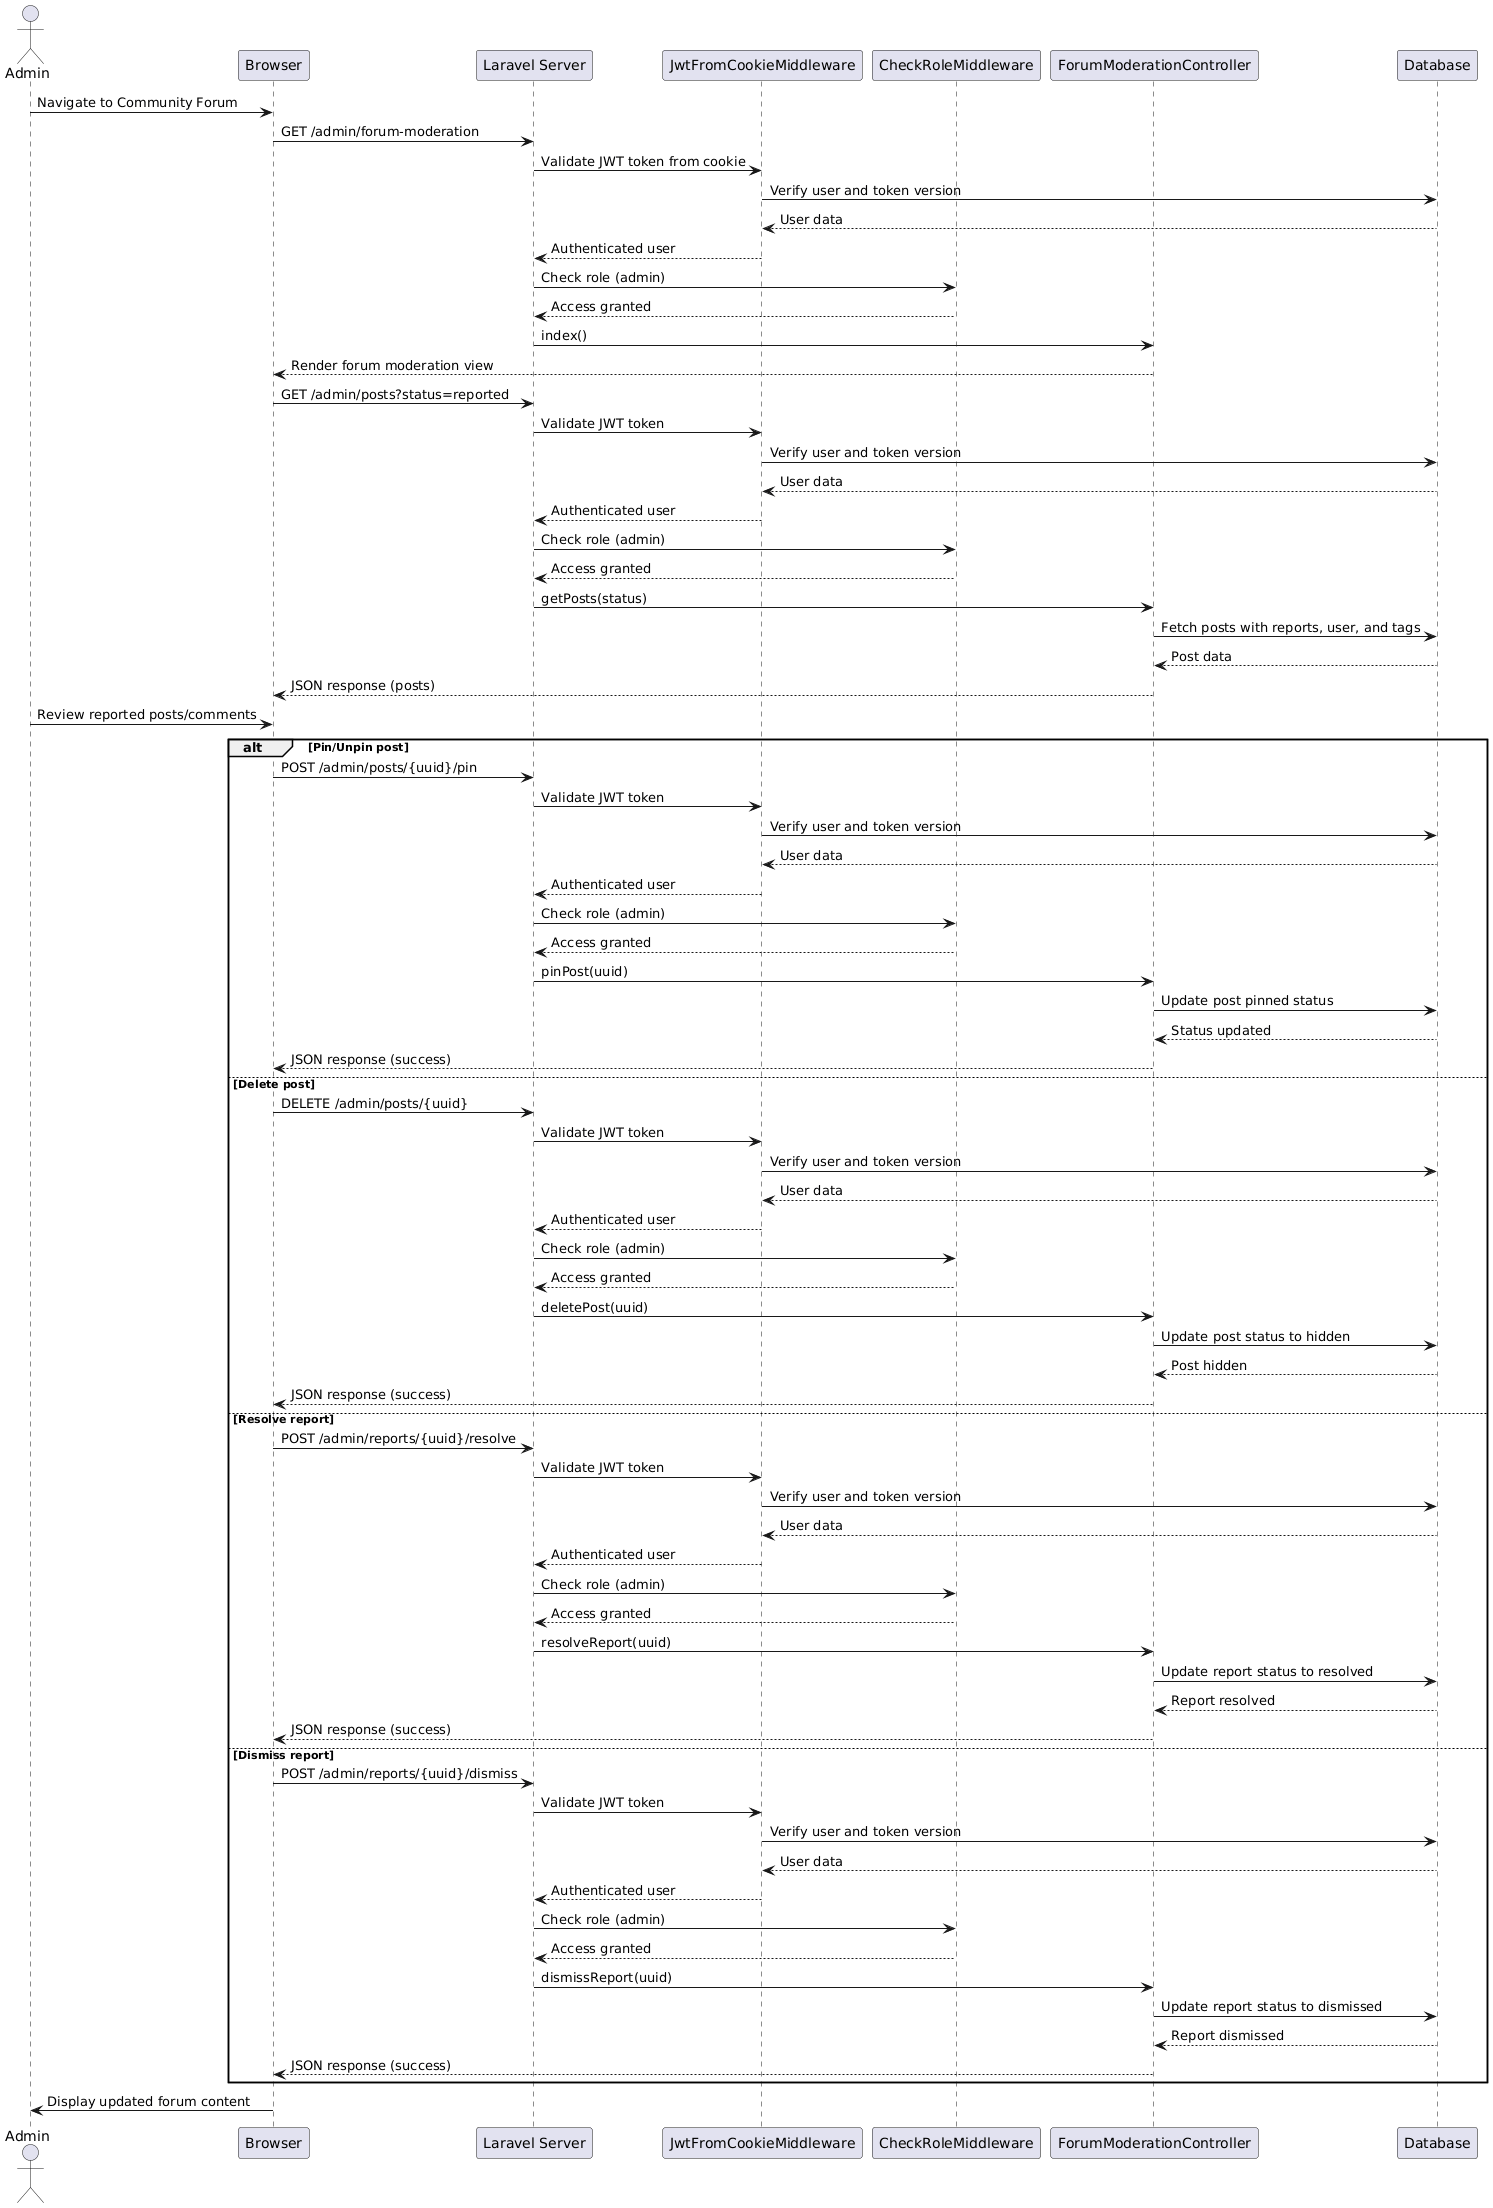 Admin
Browser
Laravel Server
JwtFromCookieMiddleware
CheckRoleMiddleware
ForumModerationController
Database
Navigate to Community Forum
GET /admin/forum-moderation
Validate JWT token from cookie
Verify user and token version
User data
Authenticated user
Check role (admin)
Access granted
index()
Render forum moderation view
GET /admin/posts?status=reported
Validate JWT token
Verify user and token version
User data
Authenticated user
Check role (admin)
Access granted
getPosts(status)
Fetch posts with reports, user, and tags
Post data
JSON response (posts)
Review reported posts/comments
alt [Pin/Unpin post]
POST /admin/posts/{uuid}/pin
Validate JWT token
Verify user and token version
User data
Authenticated user
Check role (admin)
Access granted
pinPost(uuid)
Update post pinned status
Status updated
JSON response (success)
[Delete post]
DELETE /admin/posts/{uuid}
Validate JWT token
Verify user and token version
User data
Authenticated user
Check role (admin)
Access granted
deletePost(uuid)
Update post status to hidden
Post hidden
JSON response (success)
[Resolve report]
POST /admin/reports/{uuid}/resolve
Validate JWT token
Verify user and token version
User data
Authenticated user
Check role (admin)
Access granted
resolveReport(uuid)
Update report status to resolved
Report resolved
JSON response (success)
[Dismiss report]
POST /admin/reports/{uuid}/dismiss
Validate JWT token
Verify user and token version
User data
Authenticated user
Check role (admin)
Access granted
dismissReport(uuid)
Update report status to dismissed
Report dismissed
JSON response (success)
Display updated forum content
Admin
Browser
Laravel Server
JwtFromCookieMiddleware
CheckRoleMiddleware
ForumModerationController
Database